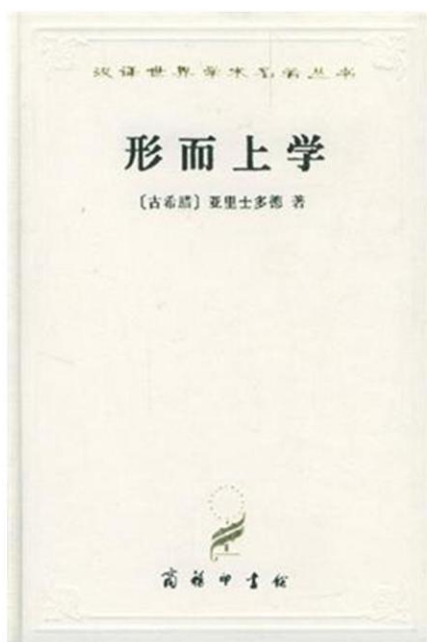 汉译世界学术名著丛书
形而上学
〔古希腊〕亚里士多德 著
商务印书馆